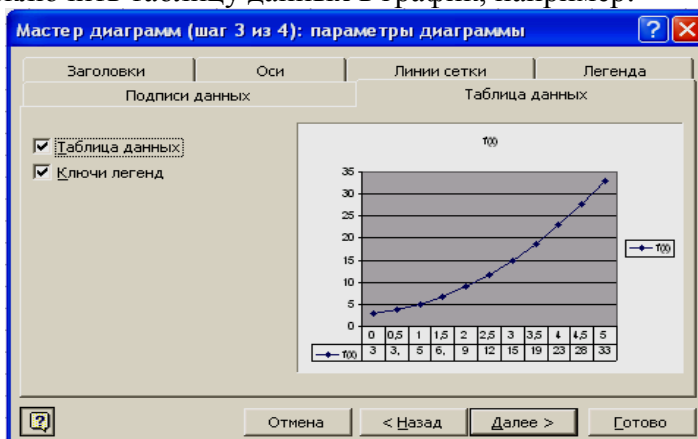 Мастер диаграмм (шаг 3 из 4): параметры диаграммы
Заголовки Оси Линии сетки Легенда
Подписи данных Таблица данных
Таблица данных
Ключи легенд
f(x)
35
30
25
20
15
10
5
0
f(x)
0 0,5 1 1,5 2 2,5 3 3,5 4 4,5 5
f(x) 3 3, 5 6, 9 12 15 19 23 28 33
Отмена < Назад Далее > Готово